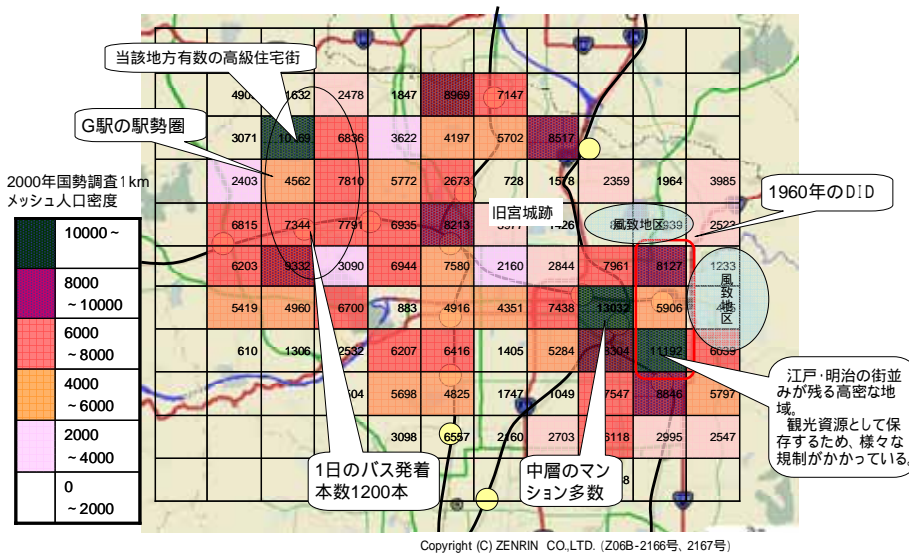 当該地方有数の高級住宅街
G駅の駅勢圏
1632 2478 1847 8969 7147
3071 6836 3622 4197 5702 8517
2403 4562 7810 5772 2673 728 1578 2359 1964 3985
2000年国勢調査1km
メッシュ人口密度
1960年のDID
旧宮城跡
風致地区
6815 7344 7791 6935 8213 1426 2523
10000~
8000
~10000
6000
~8000
4000
~6000
2000
~4000
0
~2000
6203 9332 3090 6944 7580 2160 2844 7961 8127 1233
風致地区
5419 4960 6700 883 4916 4351 7438 13032 5906
610 1306 2532 6207 6416 1405 5284 11192 6039
5698 4825 1747 1049 7547 8846 5797
3098 6557 2160 2703 6118 2995 2547
江戸・明治の街並
みが残る高密な地
域。
観光資源として保
存するため、様々な
規制がかかっている。
1日のバス発着
本数1200本
中層のマン
ション多数
Copyright (C) ZENRIN CO.,LTD. (Z06B-2166号、2167号)